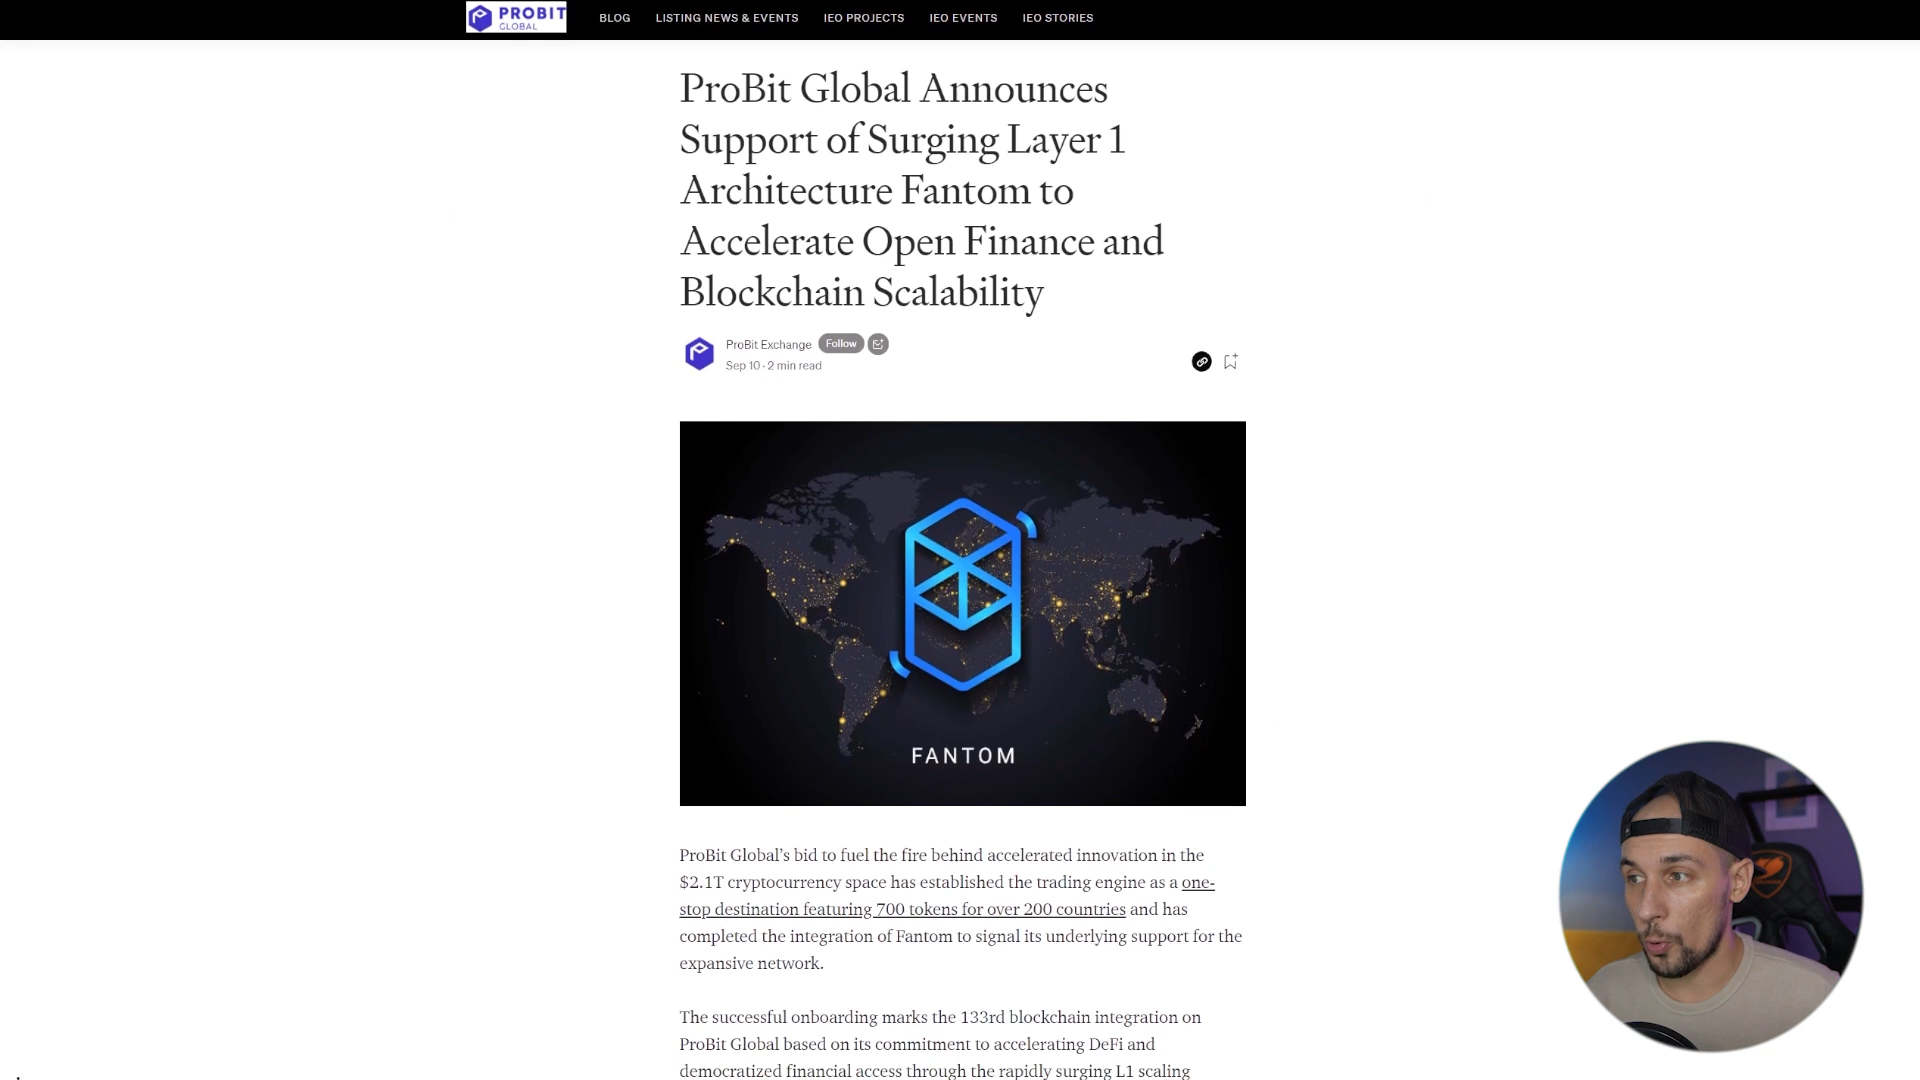 PROBIT
GLOBAL
BLOG
LISTING NEWS & EVENTS
IEO PROJECTS
IEO EVENTS
IEO STORIES
ProBit Global Announces
Support of Surging Layer 1
Architecture Fantom to
Accelerate Open Finance and
Blockchain Scalability
ProBit Exchange
Follow
Sep 10 · 2 min read
FANTOM
ProBit Global’s bid to fuel the fire behind accelerated innovation in the
$2.1T cryptocurrency space has established the trading engine as a one-
stop destination featuring 700 tokens for over 200 countries and has
completed the integration of Fantom to signal its underlying support for the
expansive network.
The successful onboarding marks the 133rd blockchain integration on
ProBit Global based on its commitment to accelerating DeFi and
democratized financial access through the rapidly surging L1 scaling